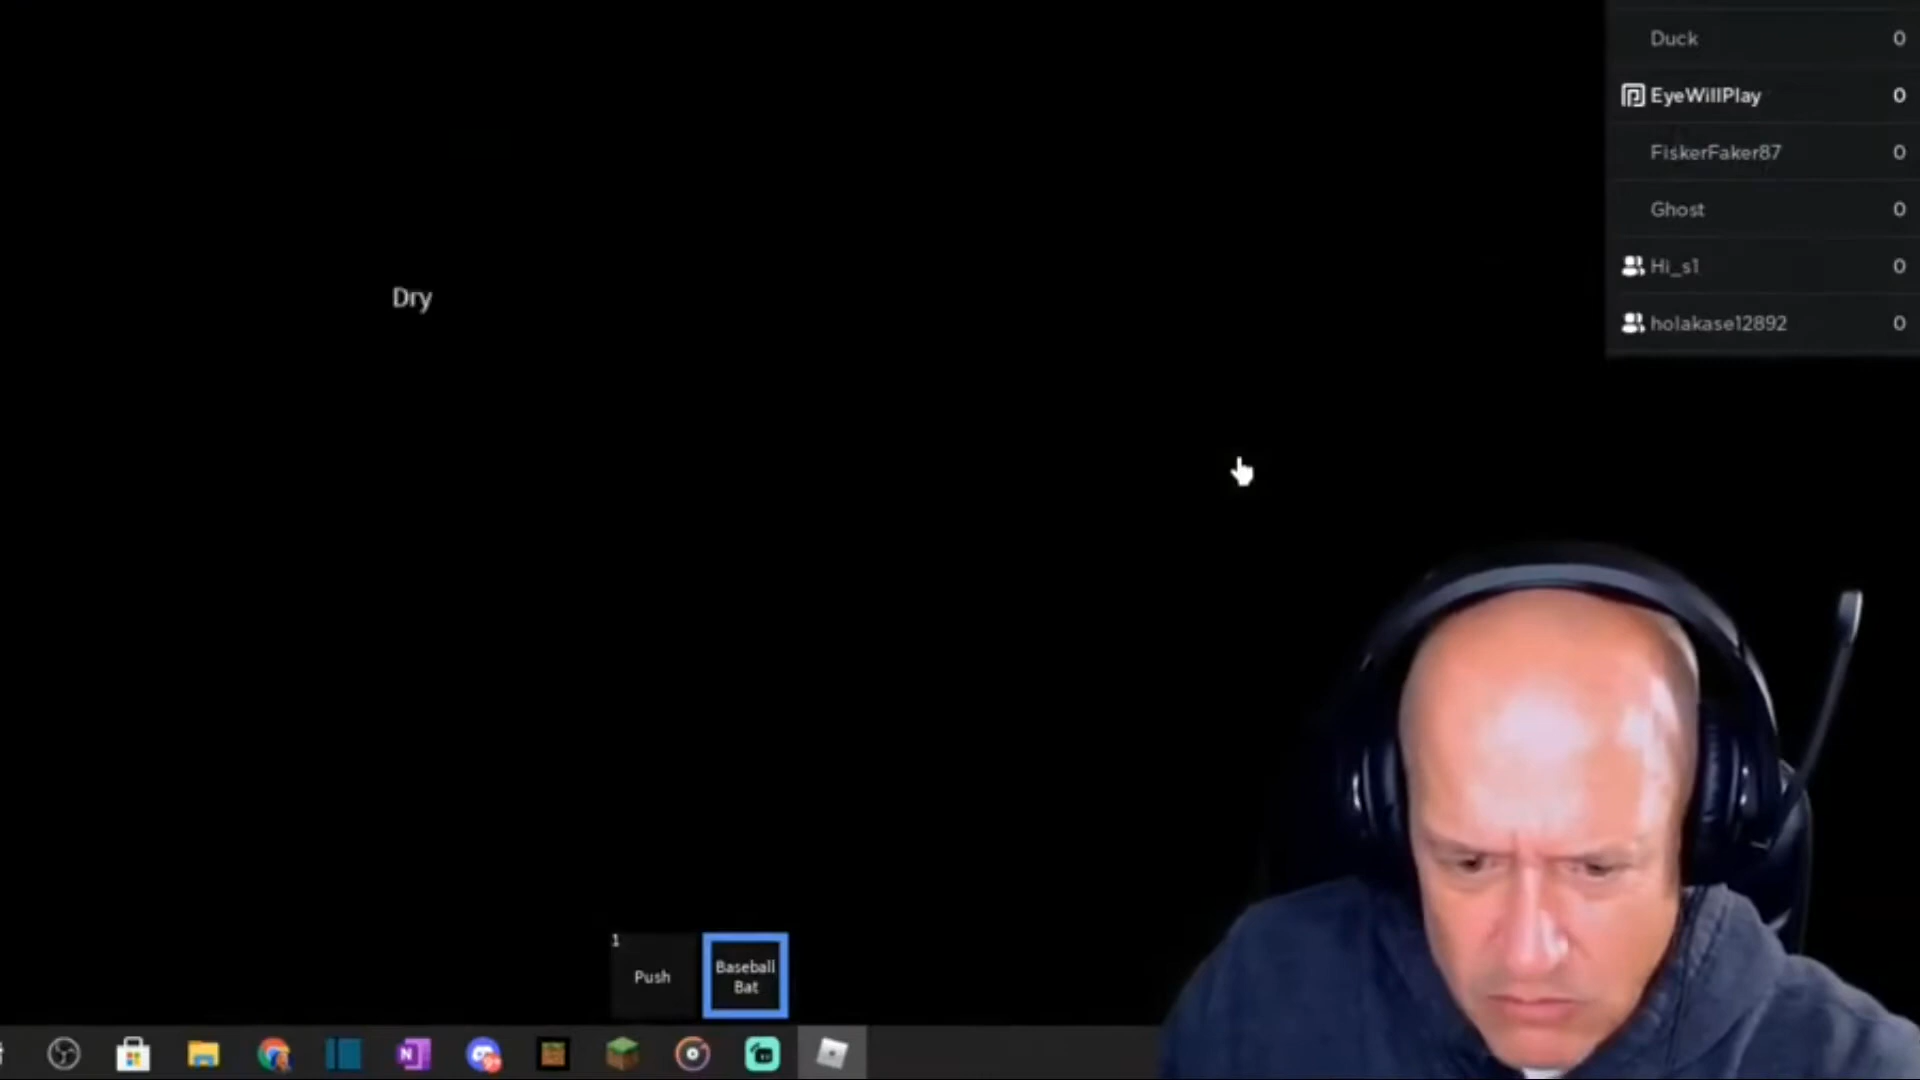 Duck 0
EyeWillPlay 0
FiskerFaker87 0
Ghost 0
Hi_s1 0
holakase12892 0
Dry
1
Push
Baseball
Bat
N